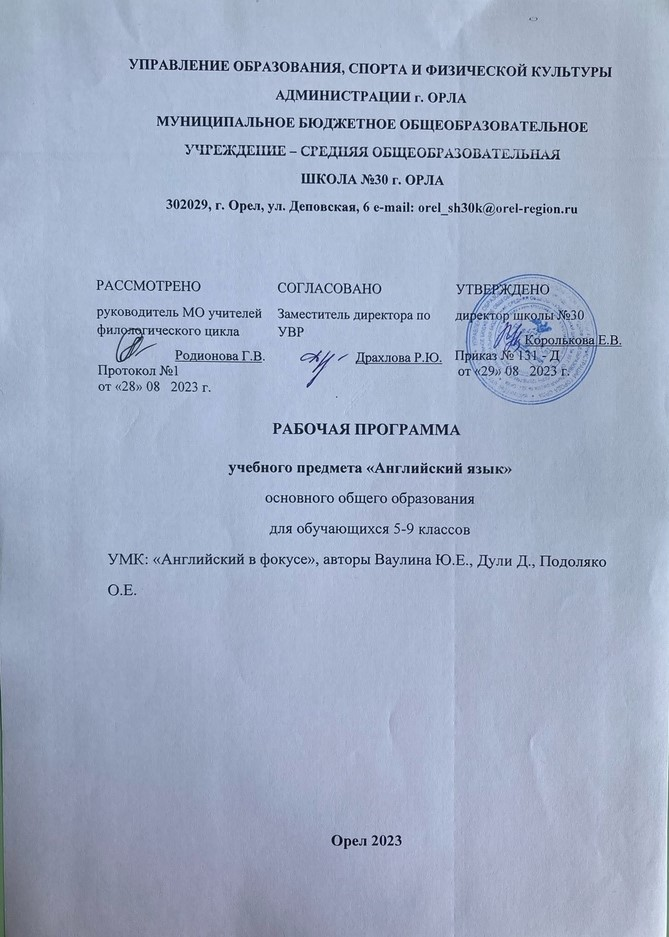 УПРАВЛЕНИЕ ОБРАЗОВАНИЯ, СПОРТА И ФИЗИЧЕСКОЙ КУЛЬТУРЫ
АДМИНИСТРАЦИИ г. ОРЛА
МУНИЦИПАЛЬНОЕ БЮДЖЕТНОЕ ОБЩЕОБРАЗОВАТЕЛЬНОЕ
УЧРЕЖДЕНИЕ – СРЕДНЯЯ ОБЩЕОБРАЗОВАТЕЛЬНАЯ
ШКОЛА №30 г. ОРЛА
302029, г. Орел, ул. Деповская, 6 e-mail: orel_sh30k@orel-region.ru
РАССМОТРЕНО
руководитель МО учителей
филологического цикла
Родионова Г.В.
Протокол №1
от «28» 08 2023 г.
СОГЛАСОВАНО
Заместитель директора по
УВР
Драхлова Р.Ю.
УТВЕРЖДЕНО
директор школы №30
Королькова Е.В.
Приказ № 131 - Д
от «29» 08 2023 г.
РАБОЧАЯ ПРОГРАММА
учебного предмета «Английский язык»
основного общего образования
для обучающихся 5-9 классов
УМК: «Английский в фокусе», авторы Ваулина Ю.Е., Дули Д., Подоляко
О.Е.
Орел 2023